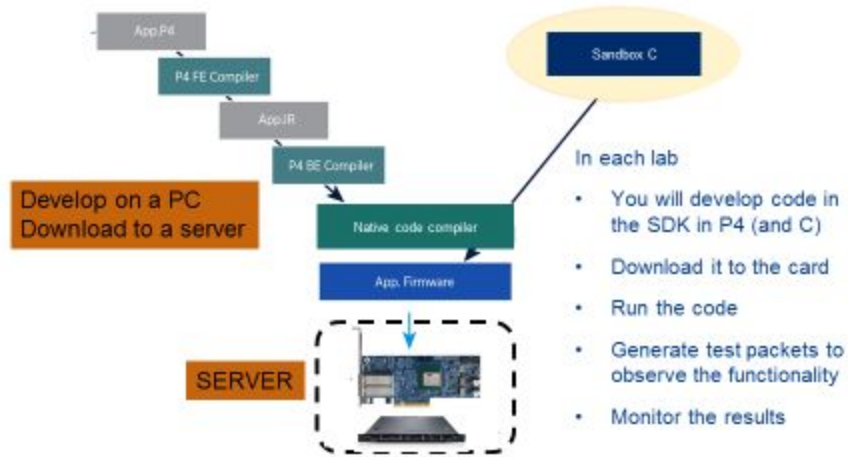 App.P4
P4 FE Compiler
App.IR
P4 BE Compiler
Sandbox C
Develop on a PC
Download to a server
Native code compiler
App. Firmware
SERVER
In each lab
• You will develop code in
the SDK in P4 (and C)
• Download it to the card
• Run the code
• Generate test packets to
observe the functionality
• Monitor the results